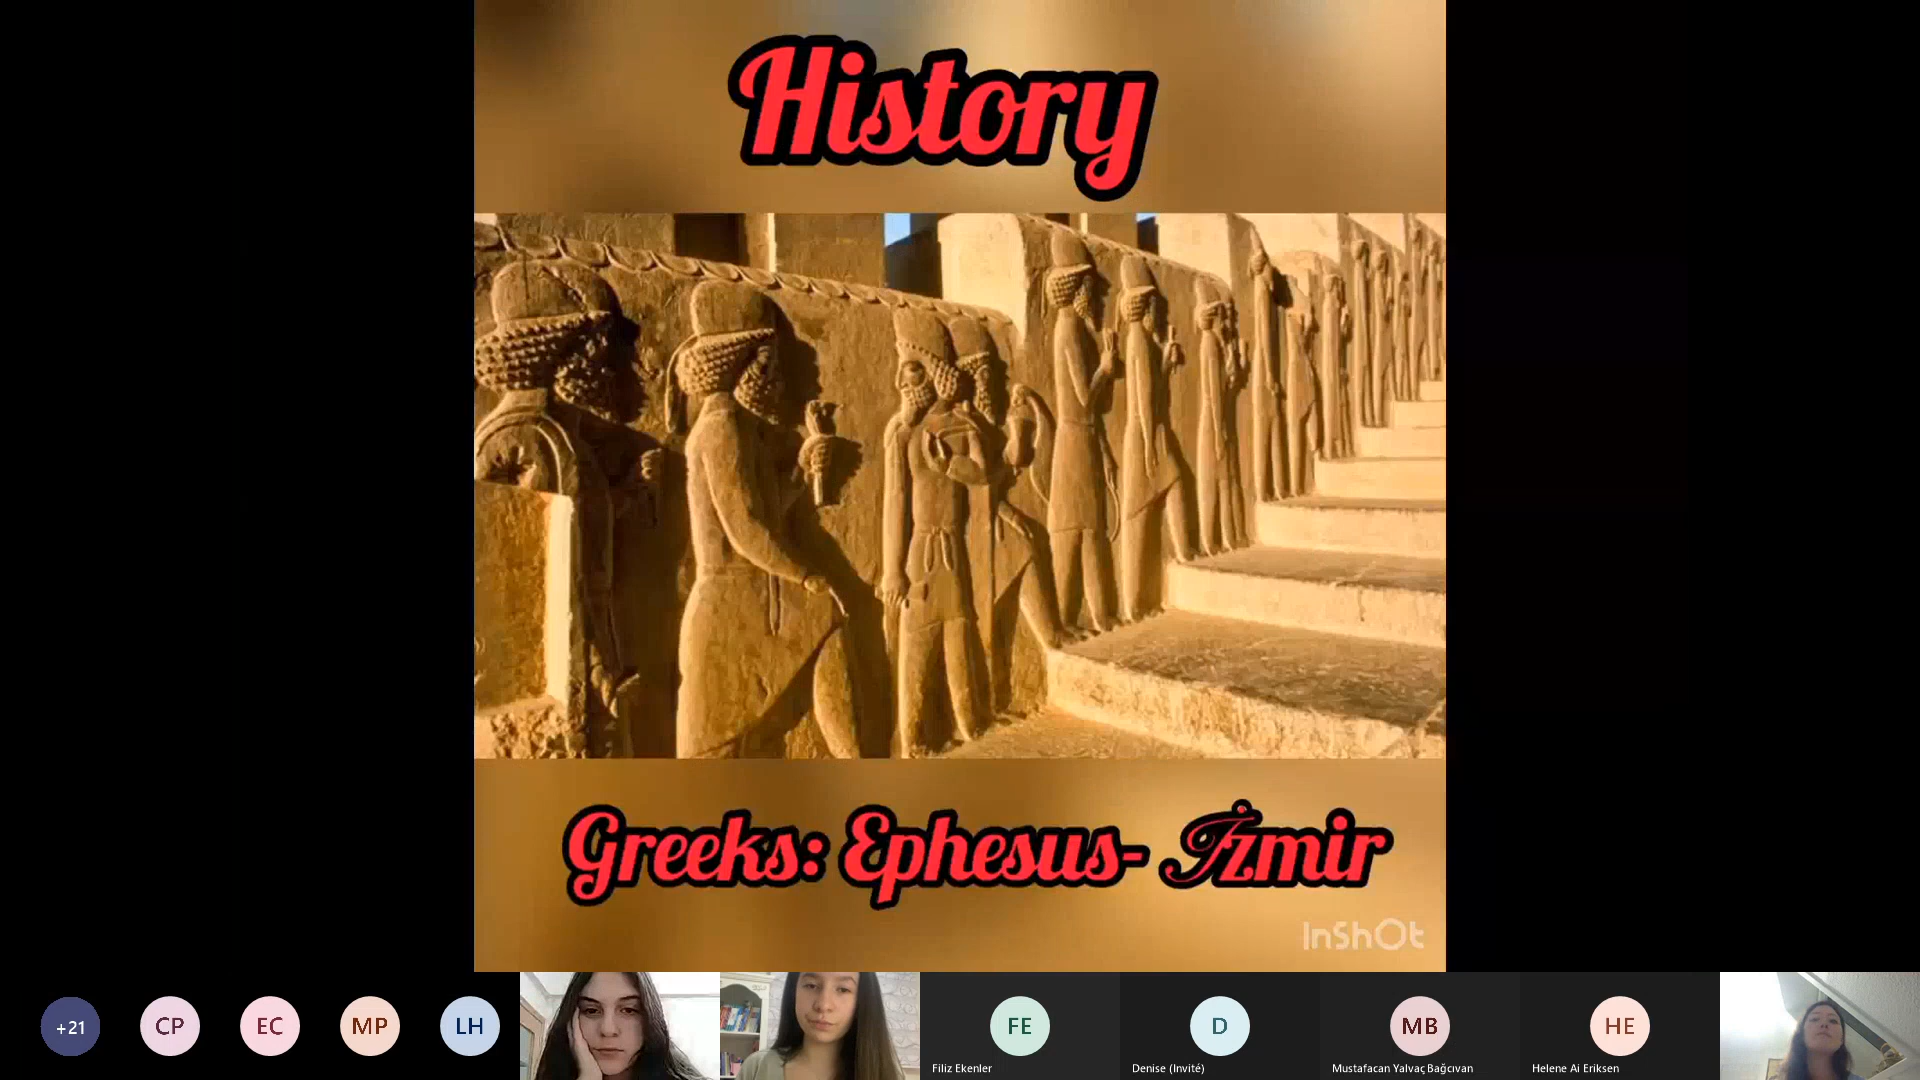 History
Greeks: Ephesus- İzmir
InShOt
+21
CP
EC
MP
LH
FE
D
MB
HE
Filiz Ekenler
Denise (Invité)
Mustafacan Yalvaç Bağcıvan
Helene Ai Eriksen